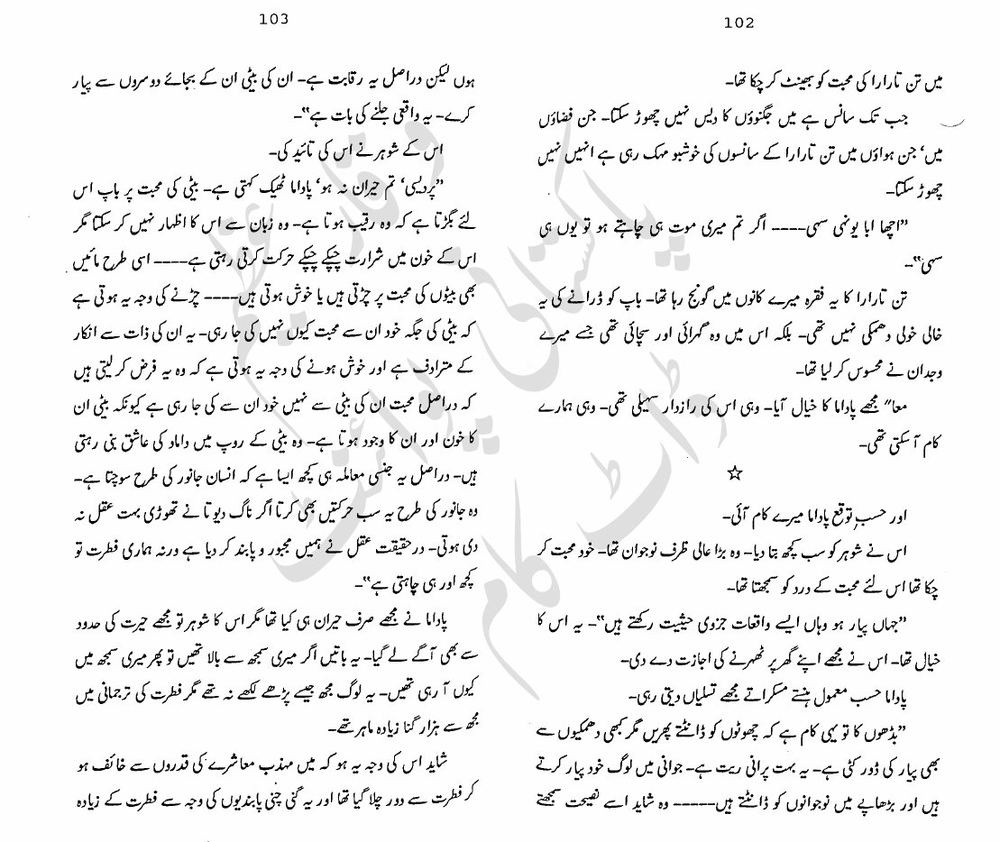 102
میں تن تارارا کی محبت کو بھینٹ کر چکا تھا۔
جب تک سانس ہے میں جگنوؤں کا دیس نہیں چھوڑ سکتا۔ جن فضاؤں
میں‘ جن ہواؤں میں تن تارارا کے سانسوں کی خوشبو مہک رہی ہے انہیں نہیں
چھوڑ سکتا۔
”اچھا ابا یونہی سہی۔۔۔۔ اگر تم میری موت ہی چاہتے ہو تو یوں ہی
سہی“۔
تن تارارا کا یہ فقرہ میرے کانوں میں گونج رہا تھا۔ باپ کو ڈرانے کی یہ
خالی خولی دھمکی نہیں تھی۔ بلکہ اس میں وہ گہرائی اور سچائی تھی جسے میرے
وجدان نے محسوس کر لیا تھا۔
معا” مجھے پاداما کا خیال آیا۔ وہی اس کی رازدار سہیلی تھی۔ وہی ہمارے
کام آ سکتی تھی۔
☆
اور حسب توقع پاداما میرے کام آئی۔
اس نے شوہر کو سب کچھ بتا دیا۔ وہ بڑا عالی ظرف نوجوان تھا۔ خود محبت کر
چکا تھا اس لئے محبت کے درد کو سمجھتا تھا۔
”جہاں پیار ہو وہاں ایسے واقعات جزوی حیثیت رکھتے ہیں“۔ یہ اس کا
خیال تھا۔ اس نے مجھے اپنے گھر پر ٹھہرنے کی اجازت دے دی۔
پاداما حسب معمول ہنستے مسکراتے مجھے تسلیاں دیتی رہی۔
”بڈھوں کا تو یہی کام ہے کہ چھوٹوں کو ڈانٹتے پھریں مگر کبھی دھمکیوں سے
بھی پیار کی ڈور کٹی ہے۔ یہ بہت پرانی ریت ہے۔ جوانی میں لوگ خود پیار کرتے
ہیں اور بڑھاپے میں نوجوانوں کو ڈانٹتے ہیں۔۔۔۔۔ وہ شاید اسے نصیحت سمجھتے
103
ہوں لیکن دراصل یہ رقابت ہے۔ ان کی بیٹی ان کے بجائے دوسروں سے پیار
کرے۔ یہ واقعی جلنے کی بات ہے“۔
اس کے شوہر نے اس کی تائید کی۔
”پردیسی‘ تم حیران نہ ہو‘ پاداما ٹھیک کہتی ہے۔ بیٹی کی محبت پر باپ اس
لئے بگڑتا ہے کہ وہ رقیب ہوتا ہے۔ وہ زبان سے اس کا اظہار نہیں کر سکتا مگر
اس کے خون میں شرارت چپکے چپکے حرکت کرتی رہتی ہے۔۔۔۔ اسی طرح مائیں
بھی بیٹوں کی محبت پر چڑتی ہیں یا خوش ہوتی ہیں۔۔۔۔ چڑنے کی وجہ یہ ہوتی ہے
کہ بیٹی کی جگہ خود ان سے محبت کیوں نہیں کی جا رہی۔ یہ ان کی ذات سے انکار
کے مترادف ہے اور خوش ہونے کی وجہ یہ ہوتی ہے کہ وہ یہ فرض کر لیتی ہیں
کہ دراصل محبت ان کی بیٹی سے نہیں خود ان سے کی جا رہی ہے کیونکہ بیٹی ان
کا خون اور ان کا وجود ہوتا ہے۔ وہ بیٹی کے روپ میں داماد کی عاشق بنی رہتی
ہیں۔ دراصل یہ جنسی معاملہ ہی کچھ ایسا ہے کہ انسان جانور کی طرح سوچتا ہے۔
وہ جانور کی طرح یہ سب حرکتیں بھی کرتا اگر ناگ دیوتا نے تھوڑی بہت عقل نہ
دی ہوتی۔ درحقیقت عقل نے ہمیں مجبور و پابند کر دیا ہے ورنہ ہماری فطرت تو
کچھ اور ہی چاہتی ہے“۔
پاداما نے مجھے صرف حیران ہی کیا تھا مگر اس کا شوہر تو مجھے حیرت کی حدود
سے بھی آگے لے گیا۔ یہ باتیں اگر میری سمجھ سے بالا تھیں تو پھر میری سمجھ میں
کیوں آ رہی تھیں۔ یہ لوگ مجھ جیسے پڑھے لکھے نہ تھے مگر فطرت کی ترجمانی میں
مجھ سے ہزار گنا زیادہ ماہر تھے۔
شاید اس کی وجہ یہ ہو کہ میں مہذب معاشرے کی قدروں سے خائف ہو
کر فطرت سے دور چلا گیا تھا اور یہ گنی چنی پابندیوں کی وجہ سے فطرت کے زیادہ
وقار عظیم
پاکستانی پوائنٹ
ڈاٹ کام